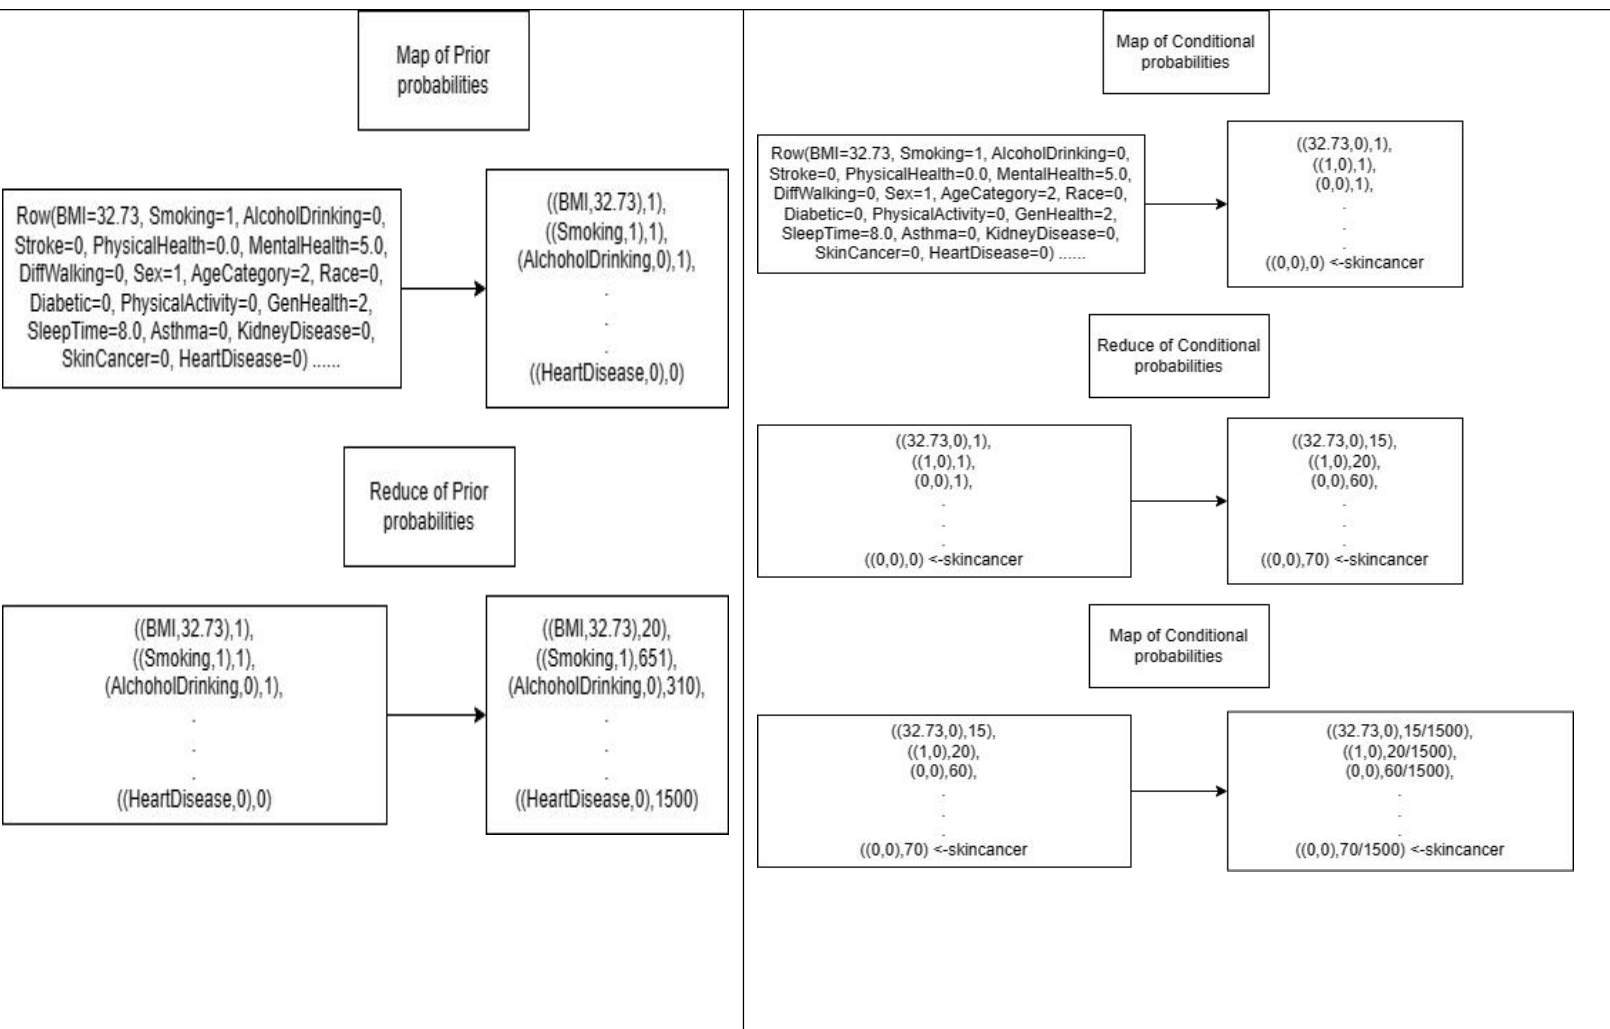 Map of Prior
probabilities
Row(BMI=32.73, Smoking=1, AlcoholDrinking=0,
Stroke=0, PhysicalHealth=0.0, MentalHealth=5.0,
DiffWalking=0, Sex=1, AgeCategory=2, Race=0,
Diabetic=0, PhysicalActivity=0, GenHealth=2,
SleepTime=8.0, Asthma=0, KidneyDisease=0,
SkinCancer=0, HeartDisease=0) ......
((BMI,32.73),1),
((Smoking,1),1),
(AlchoholDrinking,0),1),
.
.
.
((HeartDisease,0),0)
Reduce of Prior
probabilities
((BMI,32.73),1),
((Smoking,1),1),
(AlchoholDrinking,0),1),
.
.
.
((HeartDisease,0),0)
((BMI,32.73),20),
((Smoking,1),651),
(AlchoholDrinking,0),310),
.
.
.
((HeartDisease,0),1500)
Map of Conditional
probabilities
Row(BMI=32.73, Smoking=1, AlcoholDrinking=0,
Stroke=0, PhysicalHealth=0.0, MentalHealth=5.0,
DiffWalking=0, Sex=1, AgeCategory=2, Race=0,
Diabetic=0, PhysicalActivity=0, GenHealth=2,
SleepTime=8.0, Asthma=0, KidneyDisease=0,
SkinCancer=0, HeartDisease=0) ......
((32.73,0),1),
((1,0),1),
(0,0),1),
.
.
.
((0,0),0) <-skincancer
Reduce of Conditional
probabilities
((32.73,0),1),
((1,0),1),
(0,0),1),
.
.
.
((0,0),0) <-skincancer
((32.73,0),15),
((1,0),20),
(0,0),60),
.
.
.
((0,0),70) <-skincancer
Map of Conditional
probabilities
((32.73,0),15),
((1,0),20),
(0,0),60),
.
.
.
((0,0),70) <-skincancer
((32.73,0),15/1500),
((1,0),20/1500),
(0,0),60/1500),
.
.
.
((0,0),70/1500) <-skincancer